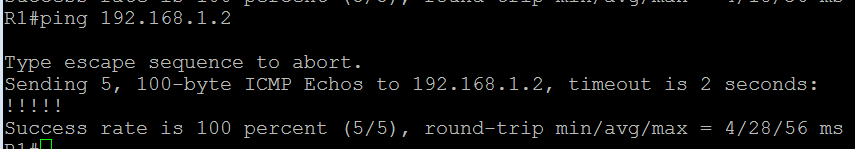 R1#ping 192.168.1.2
Type escape sequence to abort.
Sending 5, 100-byte ICMP Echos to 192.168.1.2, timeout is 2 seconds:
!!!!!
Success rate is 100 percent (5/5), round-trip min/avg/max = 4/28/56 ms
R1#